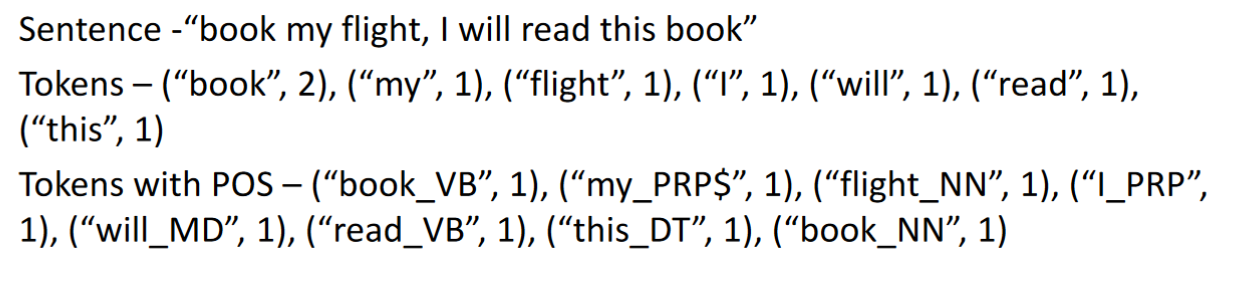 Sentence -“book my flight, I will read this book”
Tokens – (“book”, 2), (“my”, 1), (“flight”, 1), (“I”, 1), (“will”, 1), (“read”, 1),
(“this”, 1)
Tokens with POS – (“book_VB”, 1), (“my_PRP$”, 1), (“flight_NN”, 1), (“I_PRP”,
1), (“will_MD”, 1), (“read_VB”, 1), (“this_DT”, 1), (“book_NN”, 1)